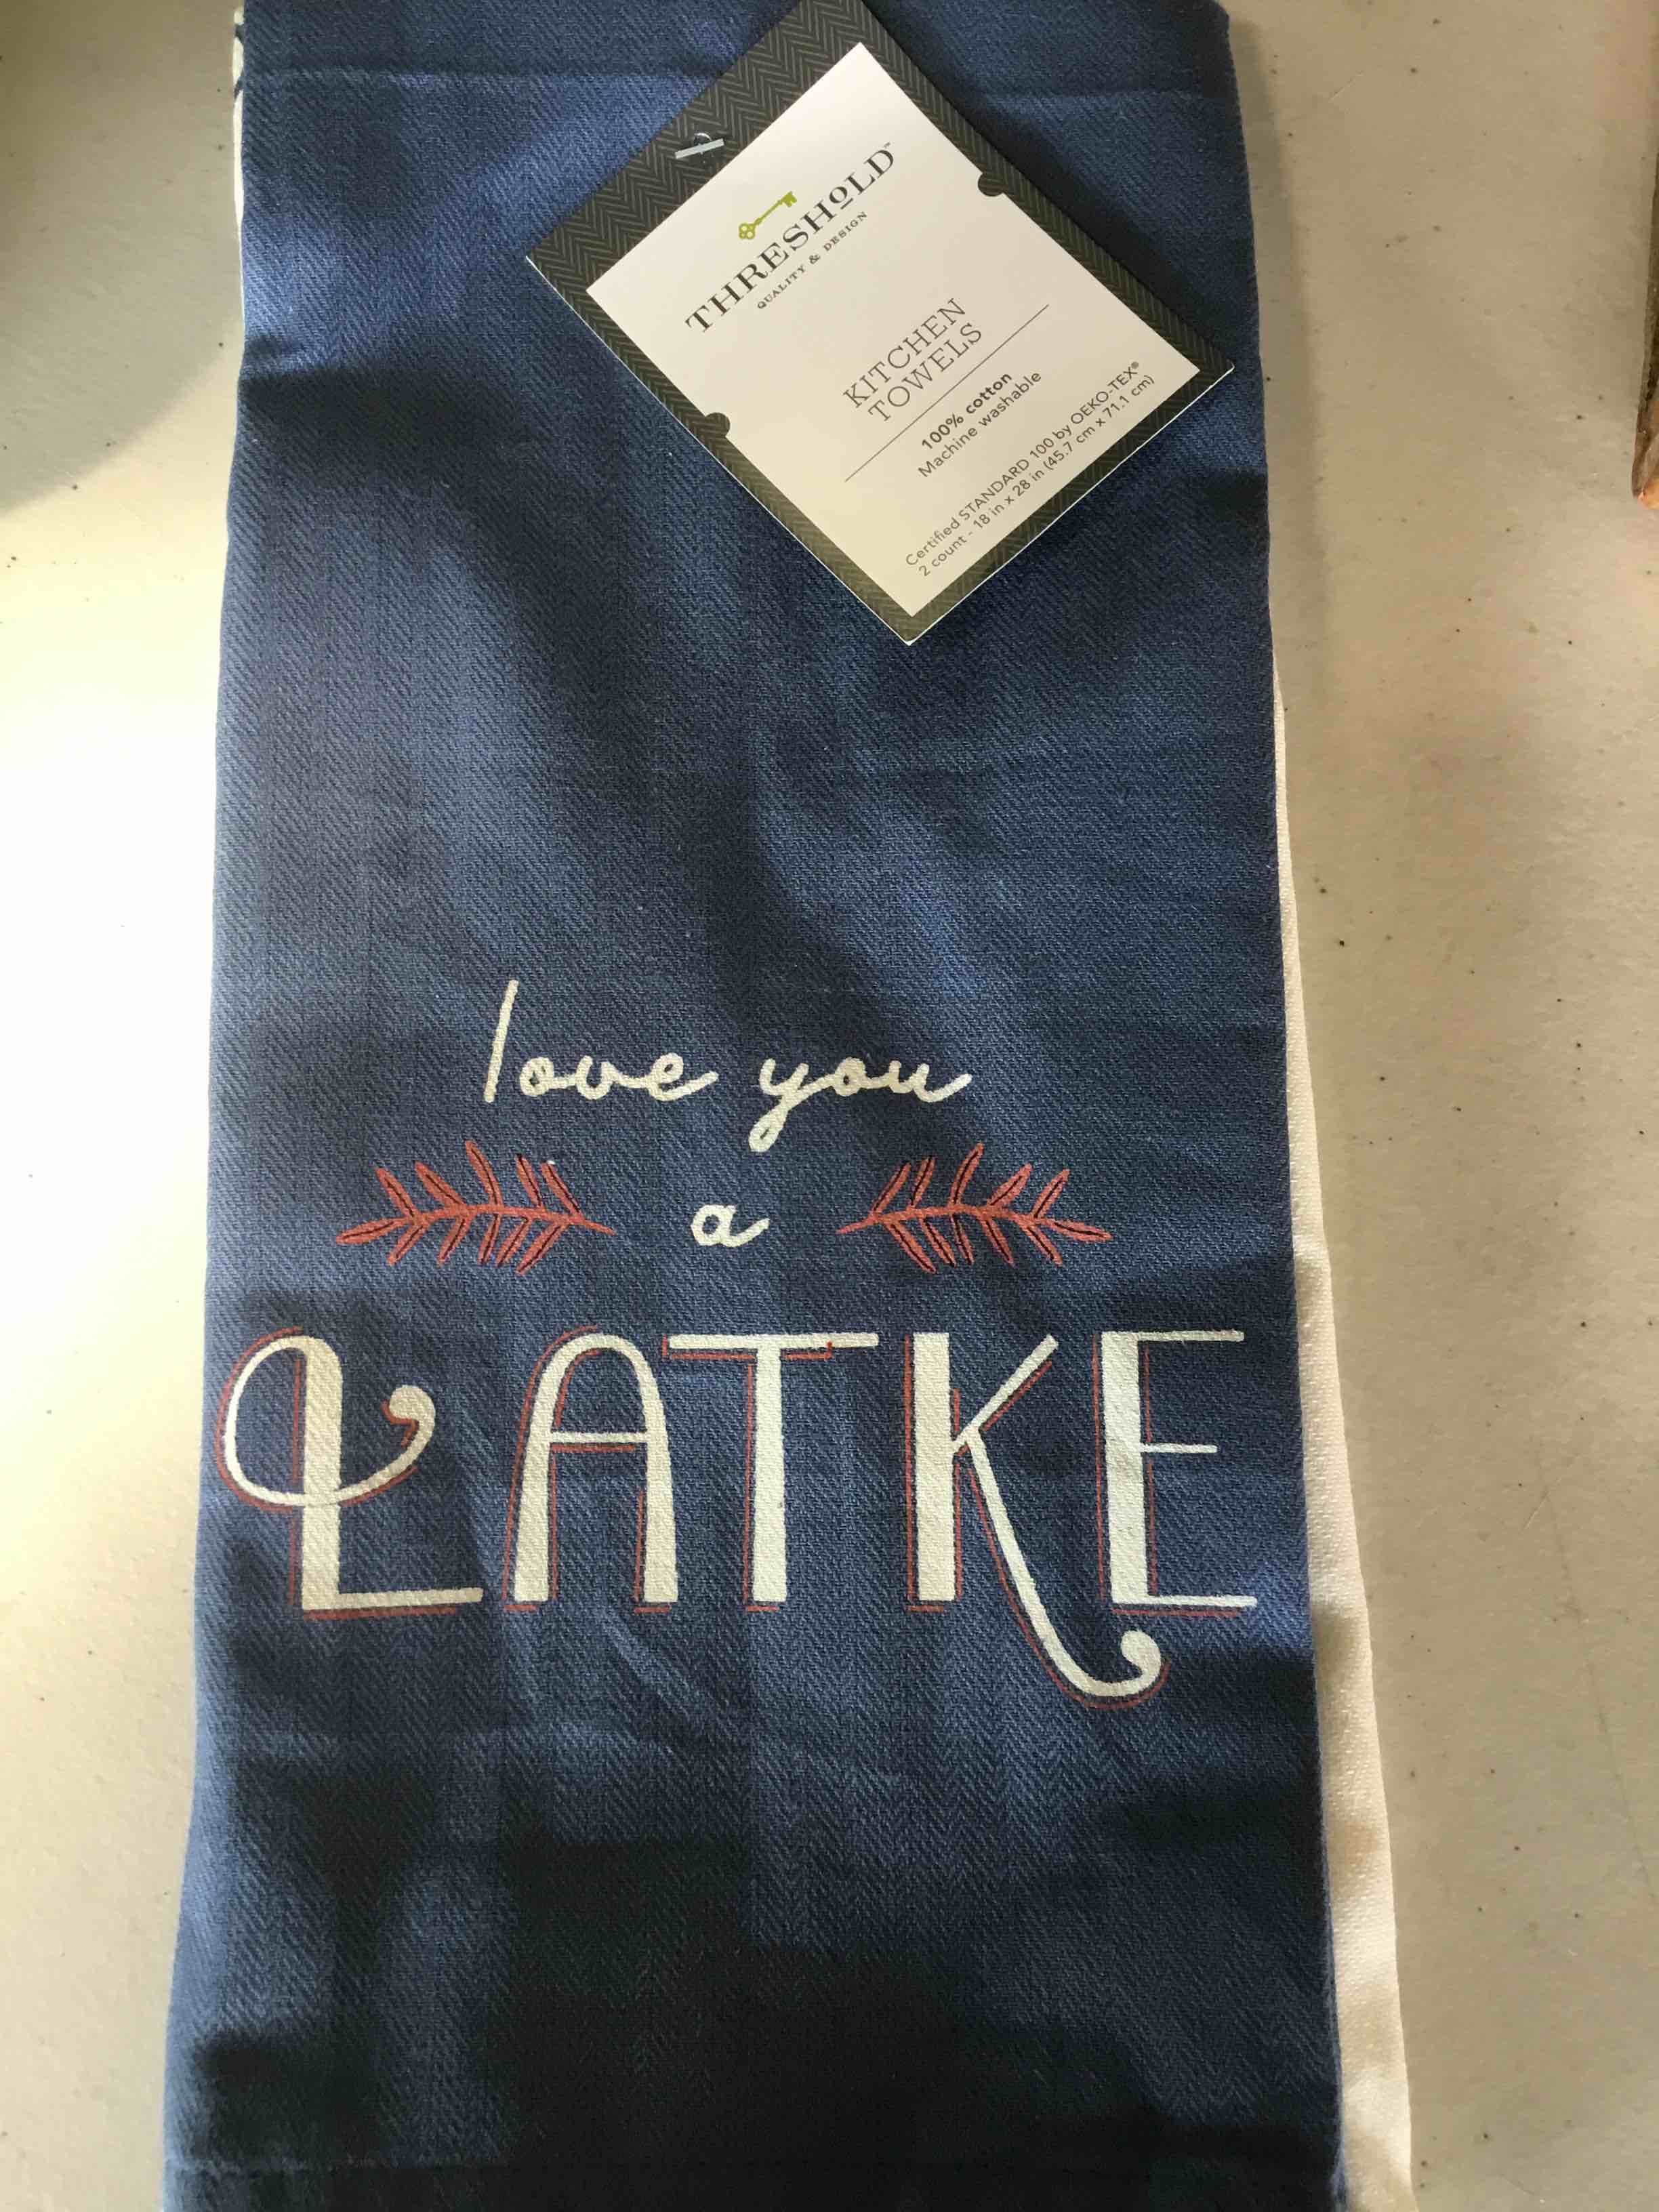 THRESHOLD™
QUALITY & DESIGN
KITCHEN
TOWELS
100% cotton
Machine washable
Certified STANDARD 100 by OEKO-TEX®
2 count - 18 in x 28 in (45.7 cm x 71.1 cm)
love you
a
LATKE